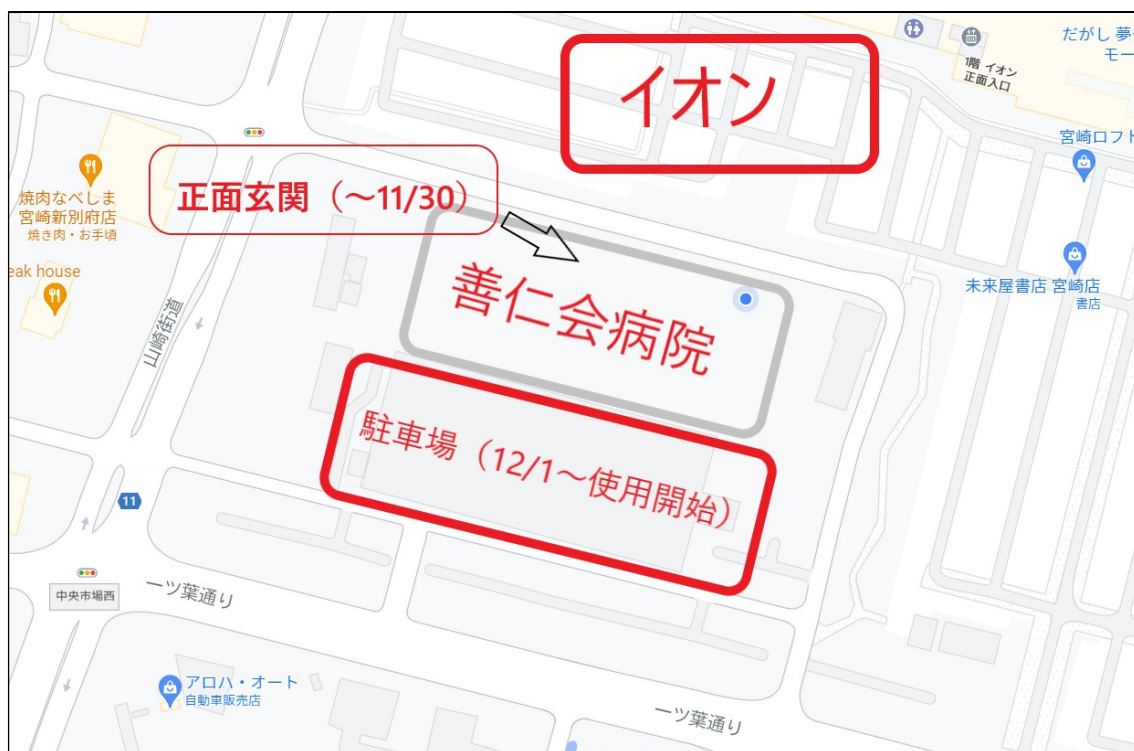 イオン
1階 イオン
正面入口
だがし 夢
モー
宮崎ロフト
焼肉なべしま
宮崎新別府店
焼き肉・お手頃
正面玄関（～11/30）
eak house
善仁会病院
未来屋書店 宮崎店
書店
山崎街道
駐車場（12/1～使用開始）
11
中央市場西
一ツ葉通り
アロハ・オート
自動車販売店
一ツ葉通り